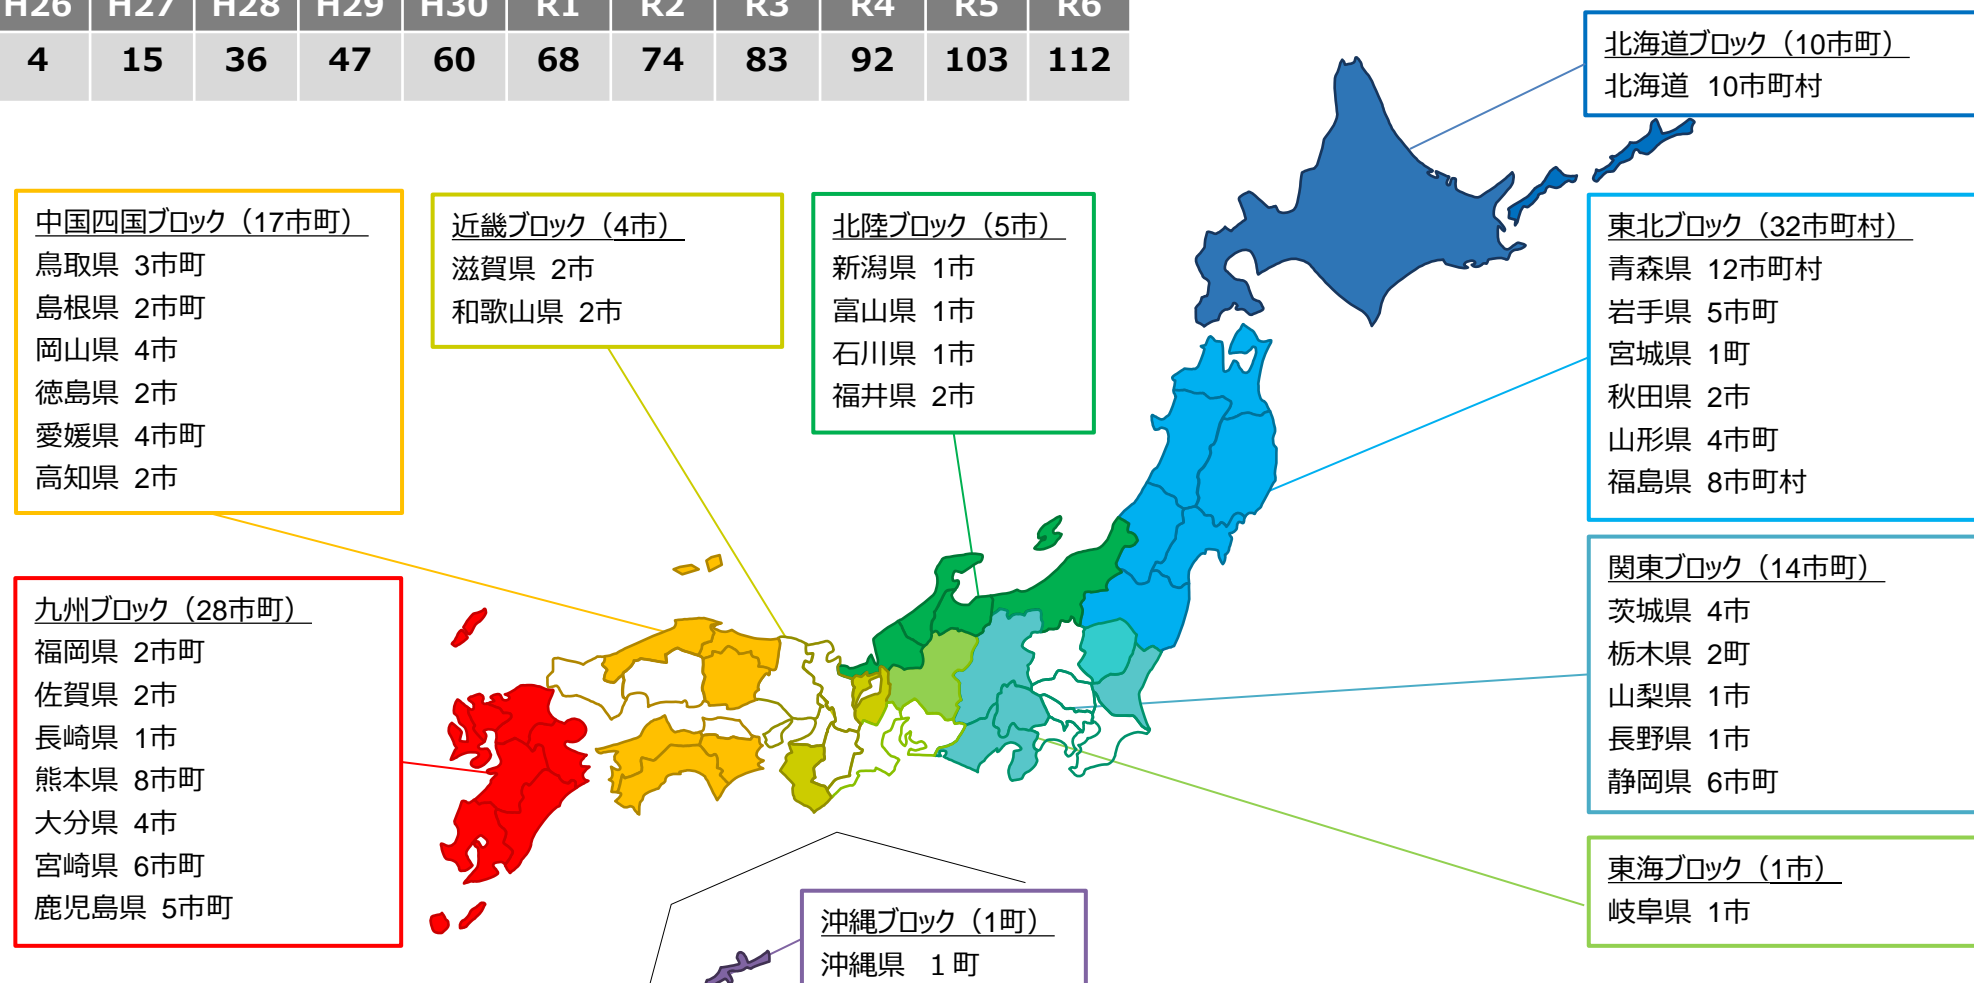 H26 H27 H28 H29 H30 R1 R2 R3 R4 R5 R6
4 15 36 47 60 68 74 83 92 103 112
北海道ブロック（10市町）
北海道 10市町村
中国四国ブロック（17市町）
鳥取県 3市町
島根県 2市町
岡山県 4市
徳島県 2市
愛媛県 4市町
高知県 2市
近畿ブロック（4市）
滋賀県 2市
和歌山県 2市
北陸ブロック（5市）
新潟県 1市
富山県 1市
石川県 1市
福井県 2市
東北ブロック（32市町村）
青森県 12市町村
岩手県 5市町
宮城県 1町
秋田県 2市
山形県 4市町
福島県 8市町村
関東ブロック（14市町）
茨城県 4市
栃木県 2町
山梨県 1市
長野県 1市
静岡県 6市町
九州ブロック（28市町）
福岡県 2市町
佐賀県 2市
長崎県 1市
熊本県 8市町
大分県 4市
宮崎県 6市町
鹿児島県 5市町
東海ブロック（1市）
岐阜県 1市
沖縄ブロック（1町）
沖縄県 １町